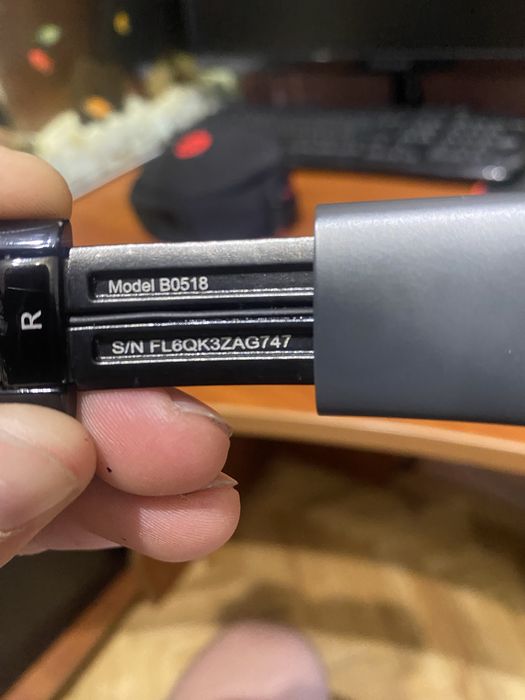 R
Model B0518
S/N FL6QK3ZAG747